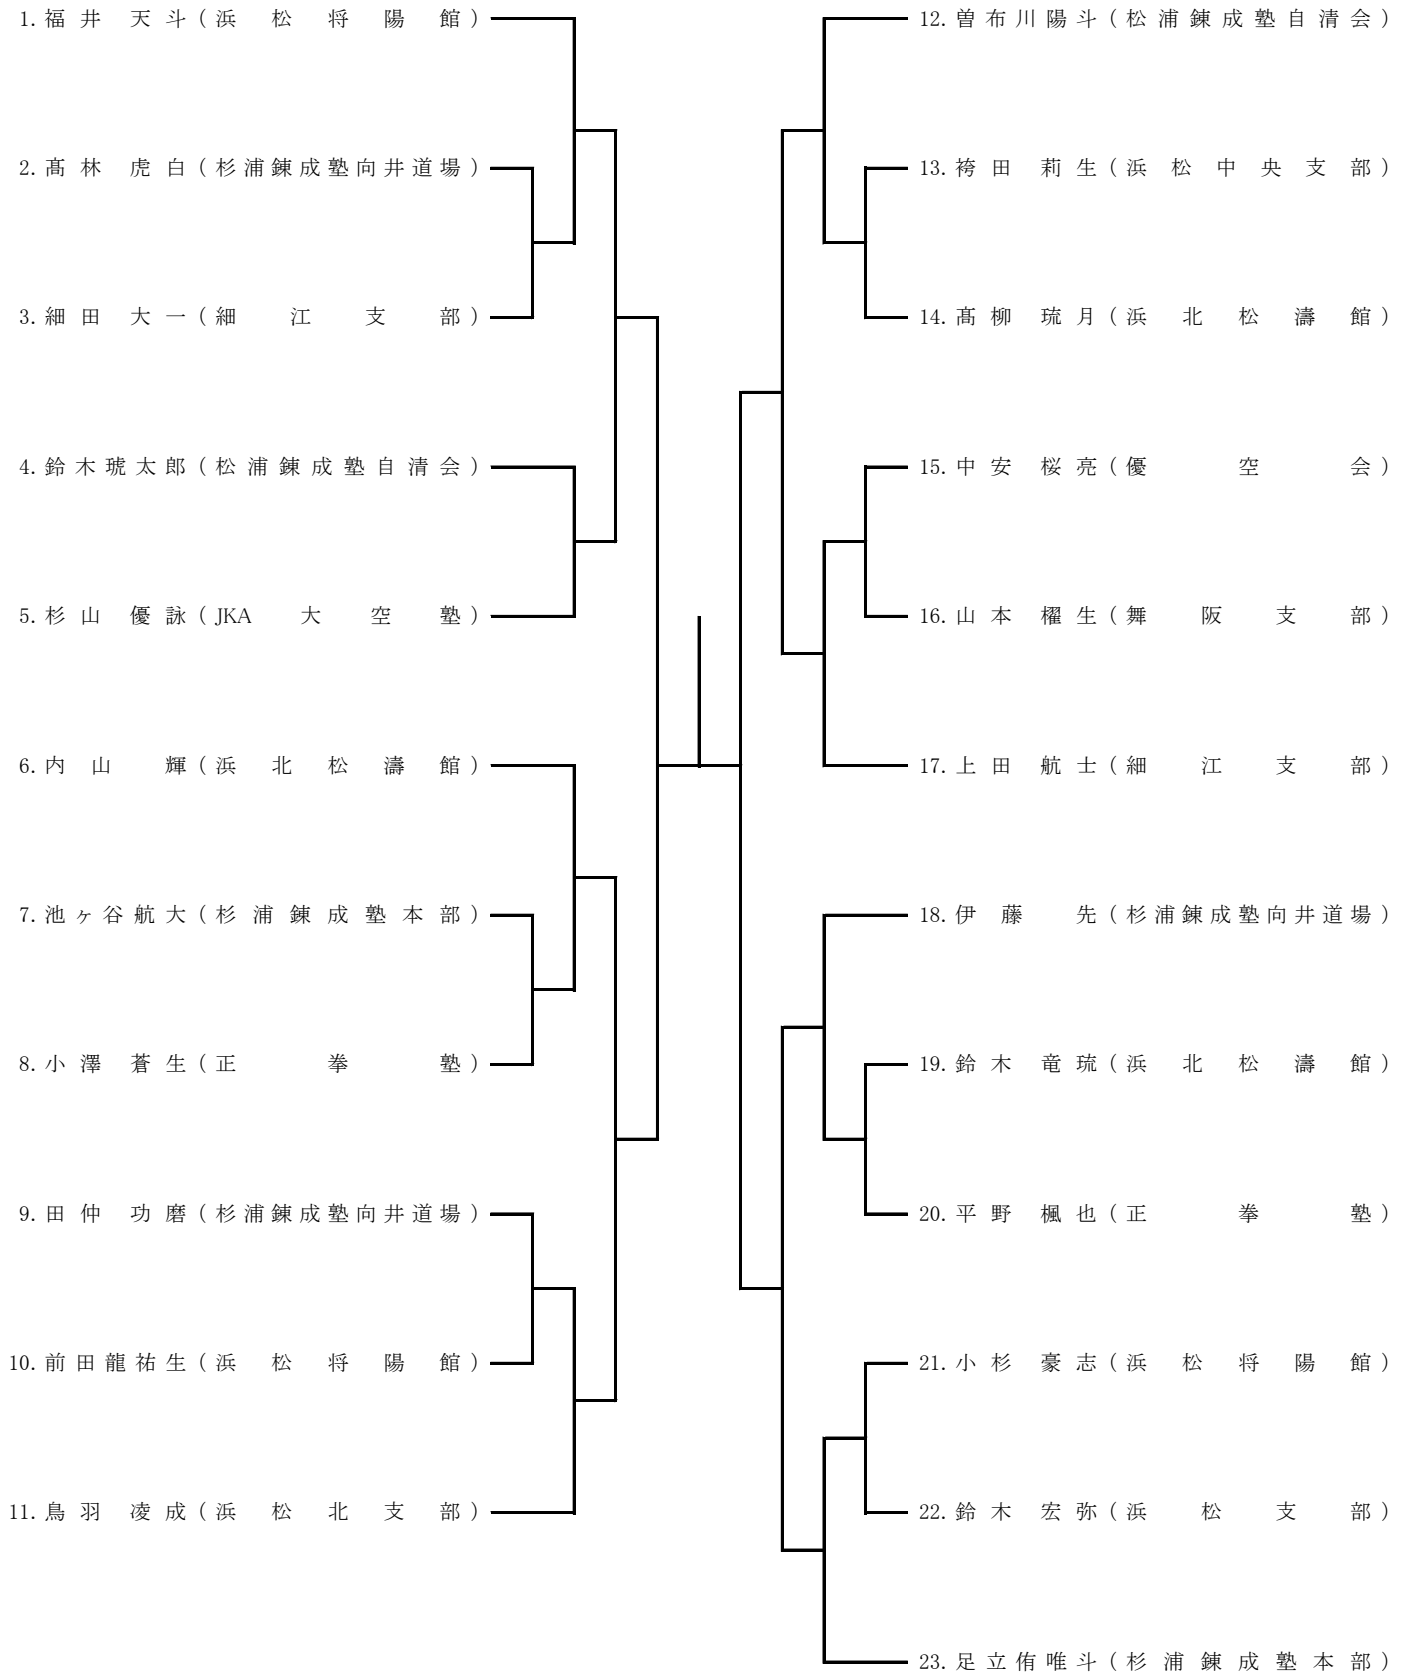 1. 福井 天斗 (浜松将陽館)
2. 髙林 虎白 (杉浦錬成塾向井道場)
3. 細田 大一 (細江支部)
4. 鈴木琥太郎 (松浦錬成塾自清会)
5. 杉山 優詠 (JKA 大空塾)
6. 内山 輝 (浜北松濤館)
7. 池ヶ谷航大 (杉浦錬成塾本部)
8. 小澤 蒼生 (正拳塾)
9. 田仲 功磨 (杉浦錬成塾向井道場)
10. 前田龍祐生 (浜松将陽館)
11. 鳥羽 凌成 (浜松北支部)
12. 曽布川陽斗 (松浦錬成塾自清会)
13. 袴田 莉生 (浜松中央支部)
14. 髙柳 琉月 (浜北松濤館)
15. 中安 桜亮 (優空会)
16. 山本 櫂生 (舞阪支部)
17. 上田 航士 (細江支部)
18. 伊藤 先 (杉浦錬成塾向井道場)
19. 鈴木 竜琉 (浜北松濤館)
20. 平野 楓也 (正拳塾)
21. 小杉 豪志 (浜松将陽館)
22. 鈴木 宏弥 (浜松支部)
23. 足立侑唯斗 (杉浦錬成塾本部)